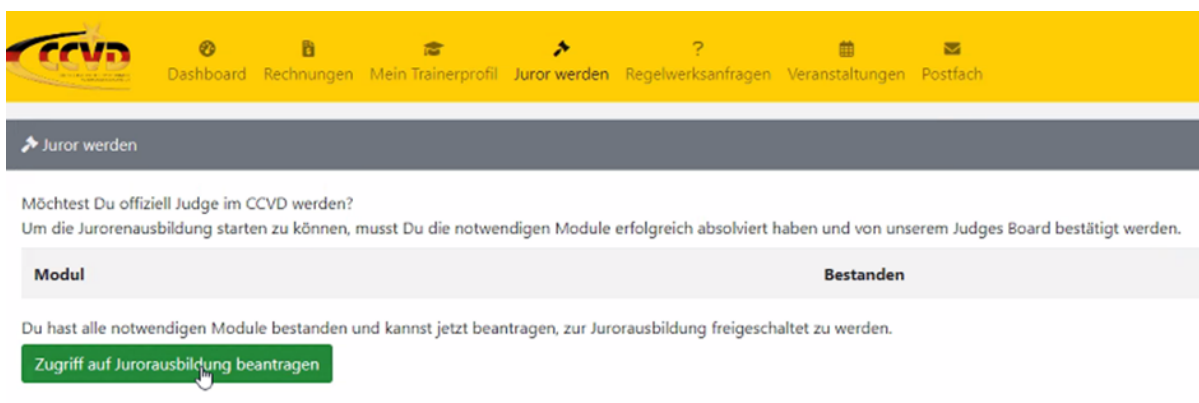 CCVD
Dashboard Rechnungen Mein Trainerprofil Juror werden Regelwerksanfragen Veranstaltungen Postfach
Juror werden
Möchtest Du offiziell Judge im CCVD werden?
Um die Jurorenausbildung starten zu können, musst Du die notwendigen Module erfolgreich absolviert haben und von unserem Judges Board bestätigt werden.
Modul Bestanden
Du hast alle notwendigen Module bestanden und kannst jetzt beantragen, zur Jurorausbildung freigeschaltet zu werden.
Zugriff auf Jurorausbildung beantragen